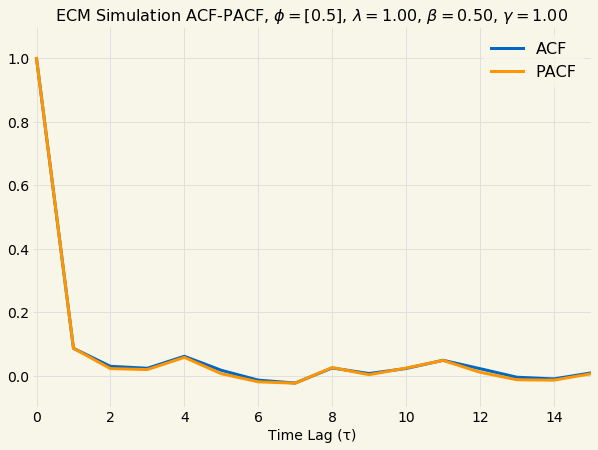 ECM Simulation ACF-PACF, ϕ = [0.5], λ = 1.00, β = 0.50, γ = 1.00
ACF
PACF
1.0
0.8
0.6
0.4
0.2
0.0
0 2 4 6 8 10 12 14
Time Lag (τ)